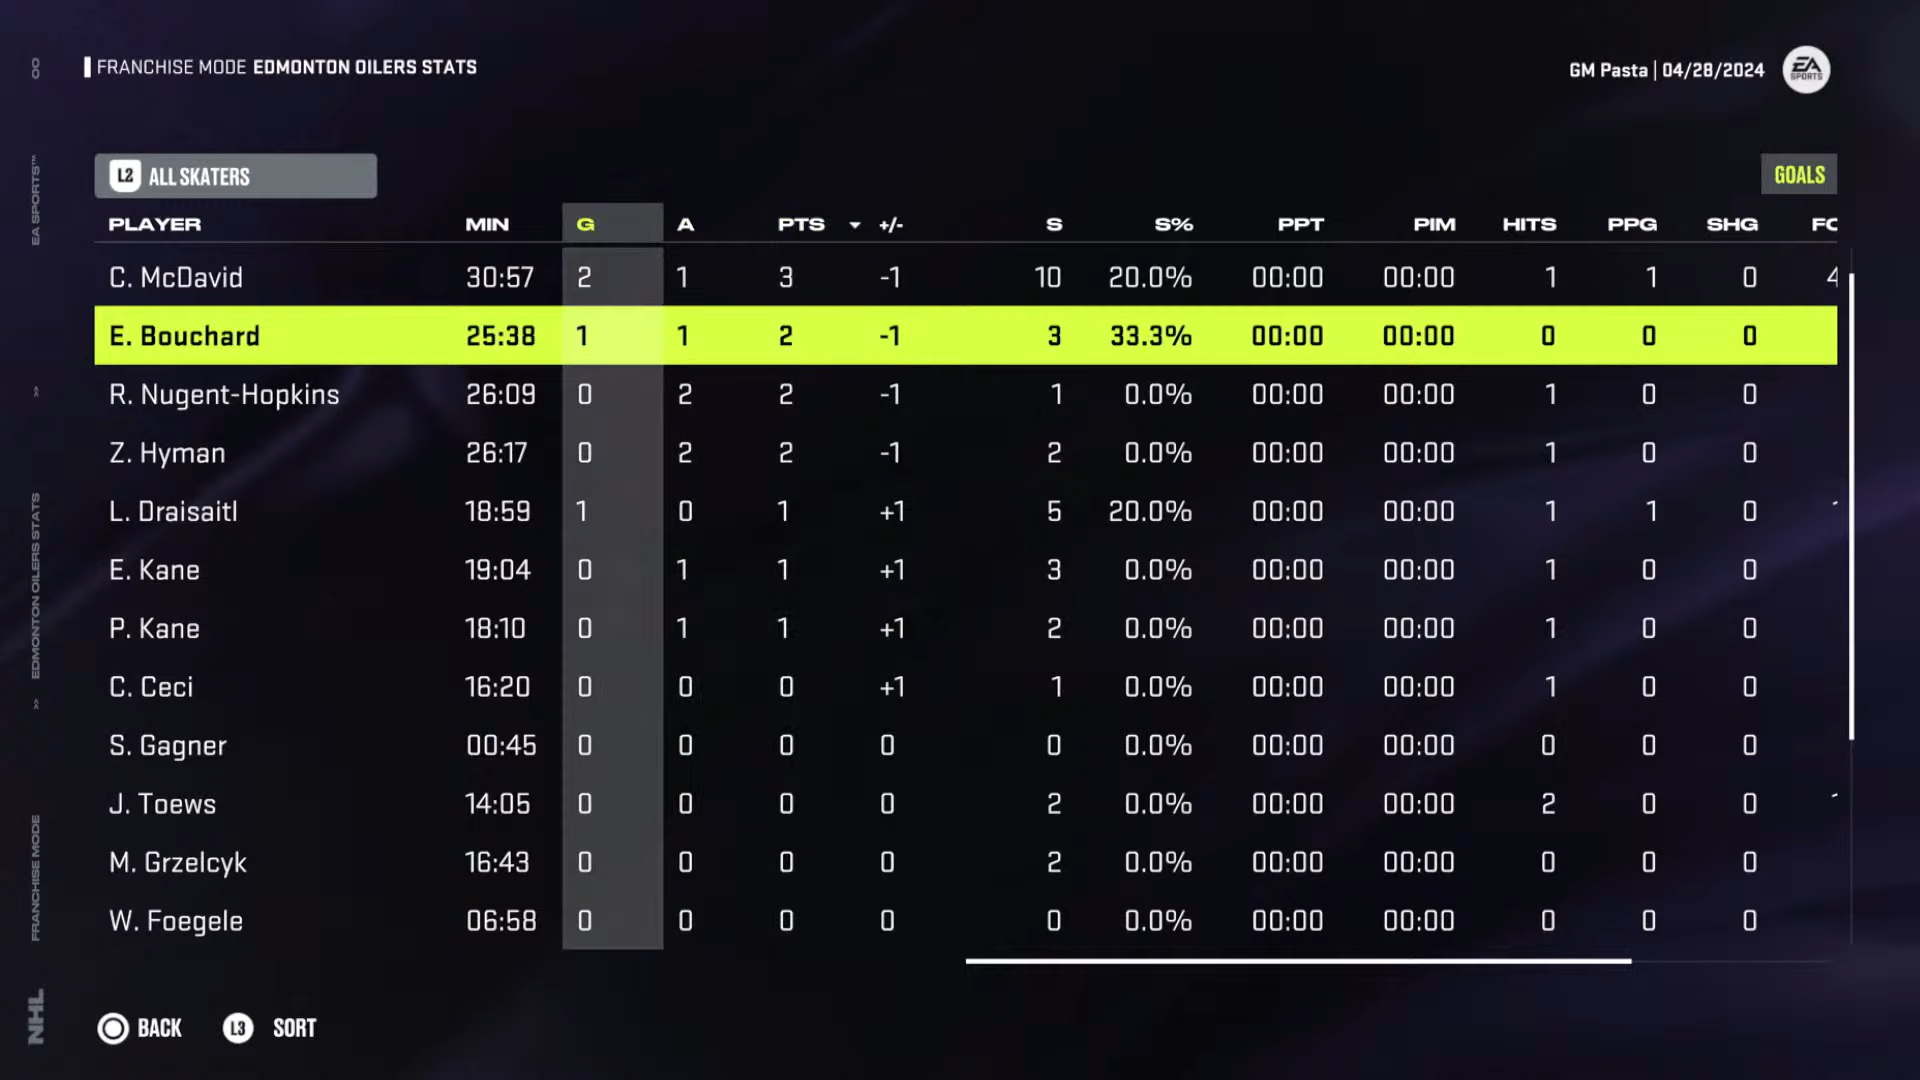 FRANCHISE MODE EDMONTON OILERS STATS
GM Pasta | 04/28/2024
EA SPORTS
L2 ALL SKATERS
GOALS
PLAYER MIN G A PTS +/- S S% PPT PIM HITS PPG SHG
C. McDavid 30:57 2 1 3 -1 10 20.0% 00:00 00:00 1 1 0 4
E. Bouchard 25:38 1 1 2 -1 3 33.3% 00:00 00:00 0 0 0
R. Nugent-Hopkins 26:09 0 2 2 -1 1 0.0% 00:00 00:00 1 0 0
Z. Hyman 26:17 0 2 2 -1 2 0.0% 00:00 00:00 1 0 0
L. Draisaitl 18:59 1 0 1 +1 5 20.0% 00:00 00:00 1 1 0
E. Kane 19:04 0 1 1 +1 3 0.0% 00:00 00:00 1 0 0
P. Kane 18:10 0 1 1 +1 2 0.0% 00:00 00:00 1 0 0
C. Ceci 16:20 0 0 0 +1 1 0.0% 00:00 00:00 1 0 0
S. Gagner 00:45 0 0 0 0 0 0.0% 00:00 00:00 0 0 0
J. Toews 14:05 0 0 0 0 2 0.0% 00:00 00:00 2 0 0
M. Grzelcyk 16:43 0 0 0 0 2 0.0% 00:00 00:00 0 0 0
W. Foegele 06:58 0 0 0 0 0 0.0% 00:00 00:00 0 0 0
BACK L3 SORT
NHL
FRANCHISE MODE
EDMONTON OILERS STATS
EA SPORTS™